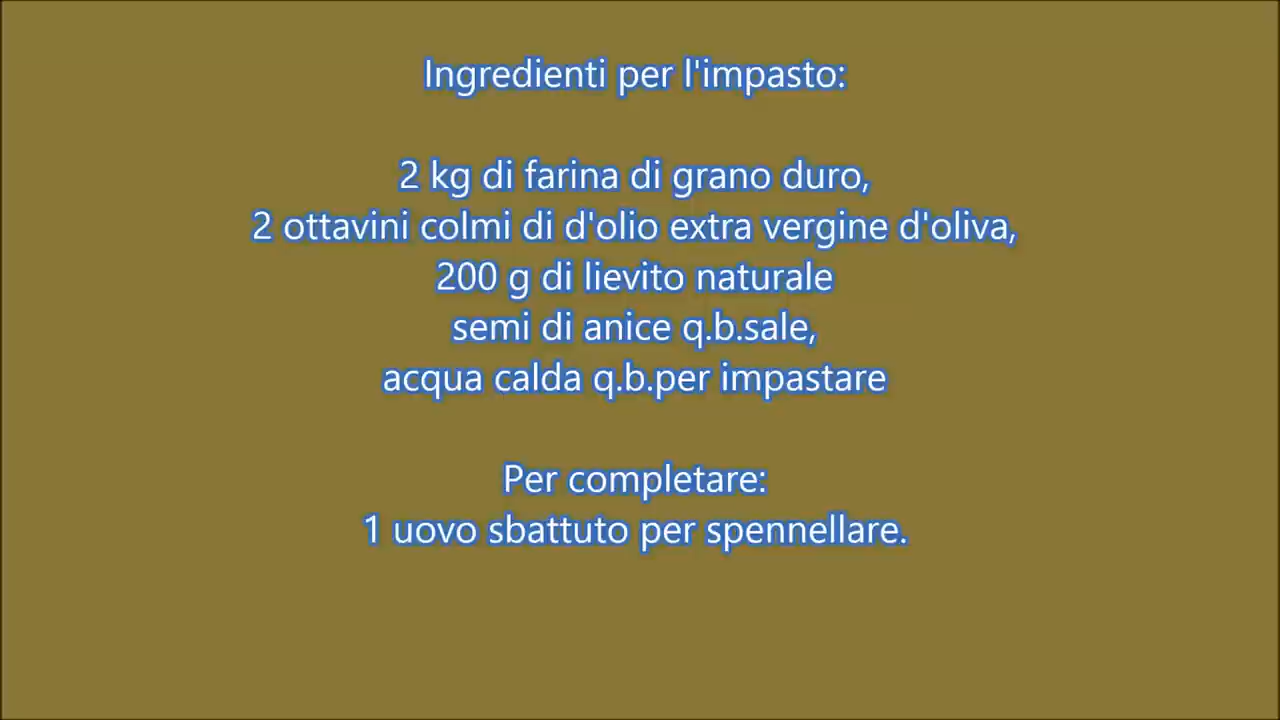 Ingredienti per l'impasto:
2 kg di farina di grano duro,
2 ottavini colmi di d'olio extra vergine d'oliva,
200 g di lievito naturale
semi di anice q.b.sale,
acqua calda q.b.per impastare
Per completare:
1 uovo sbattuto per spennellare.